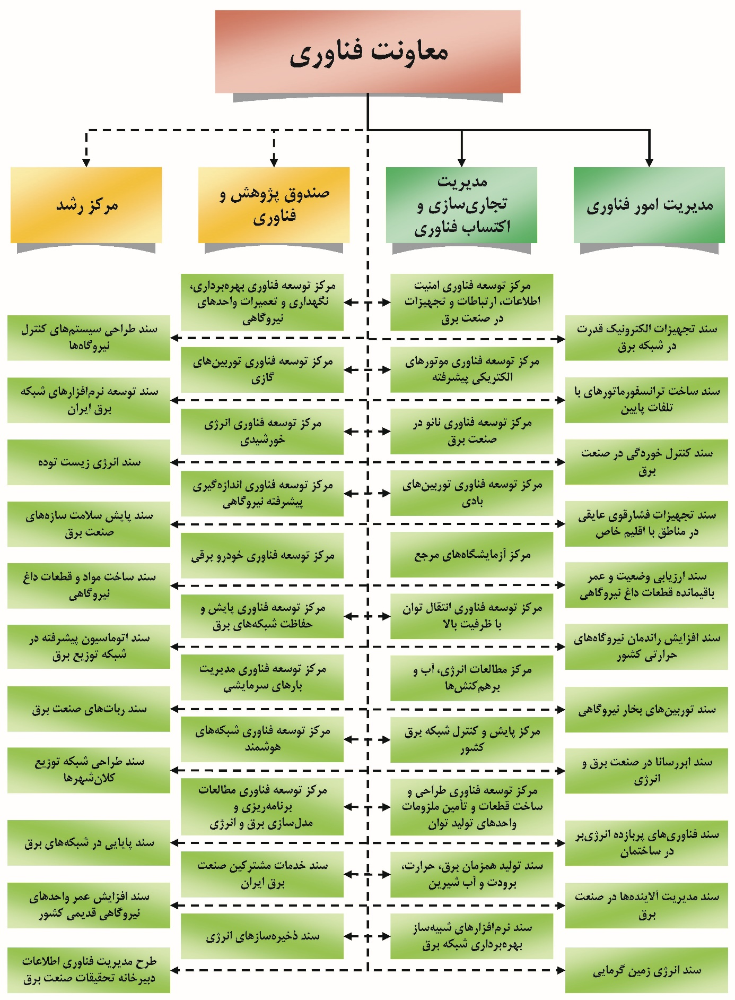 معاونت فناوری
مدیریت امور فناوری
مدیریت
تجاری‌سازی و
اکتساب فناوری
صندوق پژوهش و
فناوری
مرکز رشد
مرکز توسعه فناوری امنیت
اطلاعات، ارتباطات و تجهیزات
در صنعت برق
مرکز توسعه فناوری بهره‌برداری،
نگهداری و تعمیرات واحدهای
نیروگاهی
سند تجهیزات الکترونیک قدرت
در شبکه برق
سند طراحی سیستم‌های کنترل
نیروگاه‌ها
مرکز توسعه فناوری موتورهای
الکتریکی پیشرفته
مرکز توسعه فناوری توربین‌های
گازی
سند ساخت ترانسفورماتورهای با
تلفات پایین
سند توسعه نرم‌افزارهای شبکه
برق ایران
مرکز توسعه فناوری نانو در
صنعت برق
مرکز توسعه فناوری انرژی
خورشیدی
سند کنترل خوردگی در صنعت
برق
سند انرژی زیست توده
مرکز توسعه فناوری توربین‌های
بادی
مرکز توسعه فناوری اندازه‌گیری
پیشرفته نیروگاهی
سند تجهیزات فشارقوی عایقی
در مناطق با اقلیم خاص
سند پایش سلامت سازه‌های
صنعت برق
مرکز آزمایشگاه‌های مرجع
مرکز توسعه فناوری خودرو برقی
سند ارزیابی وضعیت و عمر
باقیمانده قطعات داغ نیروگاهی
سند ساخت مواد و قطعات داغ
نیروگاهی
مرکز توسعه فناوری انتقال توان
با ظرفیت بالا
مرکز توسعه فناوری پایش و
حفاظت شبکه‌های برق
سند افزایش راندمان نیروگاه‌های
حرارتی کشور
سند اتوماسیون پیشرفته در
شبکه توزیع برق
مرکز مطالعات انرژی، آب و
برهم‌کنش‌ها
مرکز توسعه فناوری مدیریت
بارهای سرمایشی
سند توربین‌های بخار نیروگاهی
سند ربات‌های صنعت برق
مرکز پایش و کنترل شبکه برق
کشور
مرکز توسعه فناوری شبکه‌های
هوشمند
سند ابررسانا در صنعت برق و
انرژی
سند طراحی شبکه توزیع
کلان‌شهرها
مرکز توسعه فناوری طراحی و
ساخت قطعات و تأمین ملزومات
واحدهای تولید توان
مرکز توسعه فناوری مطالعات
برنامه‌ریزی و
مدل‌سازی برق و انرژی
سند فناوری‌های پربازده انرژی‌بر
در ساختمان
سند پایایی در شبکه‌های برق
سند تولید همزمان برق، حرارت،
برودت و آب شیرین
سند خدمات مشترکین صنعت
برق ایران
سند مدیریت آلاینده‌ها در صنعت
برق
سند افزایش عمر واحدهای
نیروگاهی قدیمی کشور
سند نرم‌افزارهای شبیه‌ساز
بهره‌برداری شبکه برق
سند ذخیره‌سازهای انرژی
سند انرژی زمین گرمایی
طرح مدیریت فناوری اطلاعات
دبیرخانه تحقیقات صنعت برق